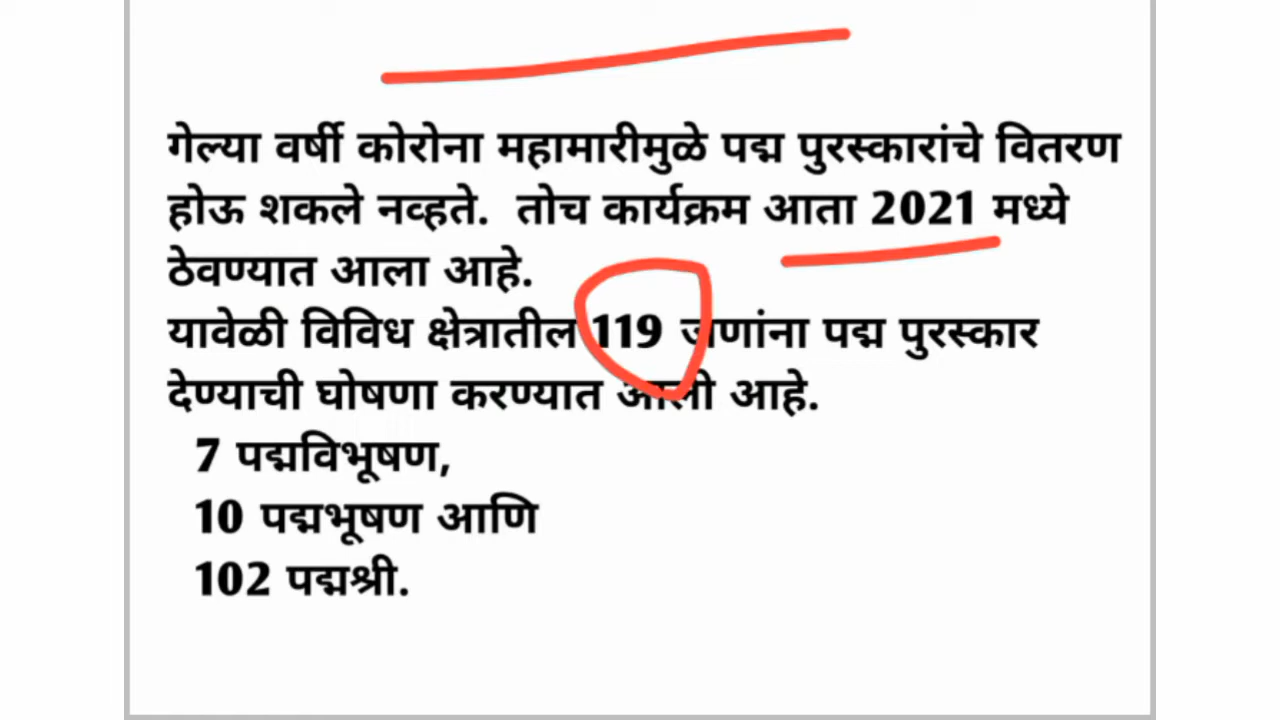 गेल्या वर्षी कोरोना महामारीमुळे पद्म पुरस्कारांचे वितरण
होऊ शकले नव्हते. तोच कार्यक्रम आता 2021 मध्ये
ठेवण्यात आला आहे.
यावेळी विविध क्षेत्रातील 119 जणांना पद्म पुरस्कार
देण्याची घोषणा करण्यात आली आहे.
7 पद्मविभूषण,
10 पद्मभूषण आणि
102 पद्मश्री.